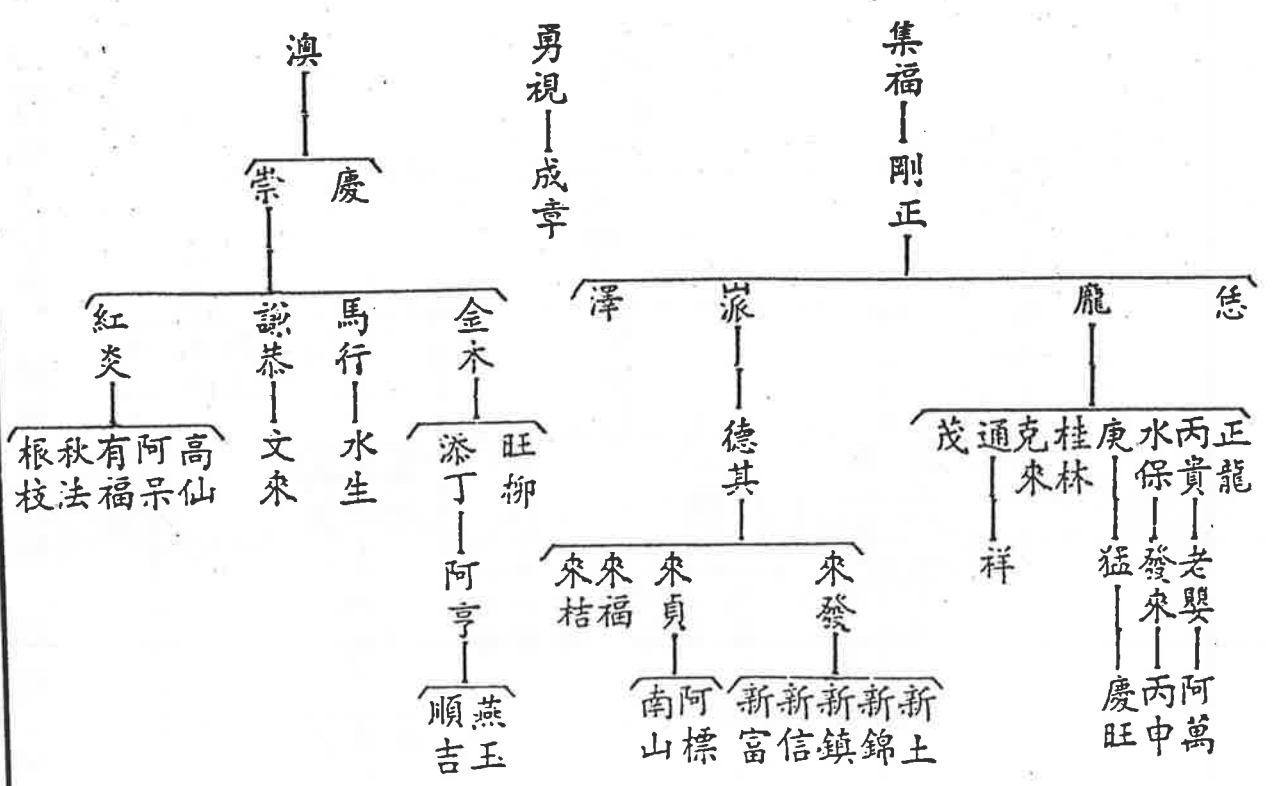 集福
剛正
恁 龐 派 澤
正龍 丙貴 水保 庚 桂林 克來 通 茂
德其
老嬰 發來 猛 祥
來發 來貞 來福 來桔
阿萬 丙申 慶旺
新土 新錦 新鎮 新信 新富
阿標 南山
勇視
成章
澳
慶 崇
金木 馬行 謙恭 紅炎
旺柳 添丁 水生 文來 高仙 阿呆 有福 秋法 根枝
阿亨
燕玉 順吉